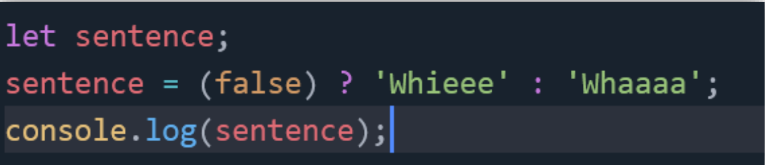 let sentence;
sentence = (false) ? 'Whieee' : 'Whaaaa';
console.log(sentence);